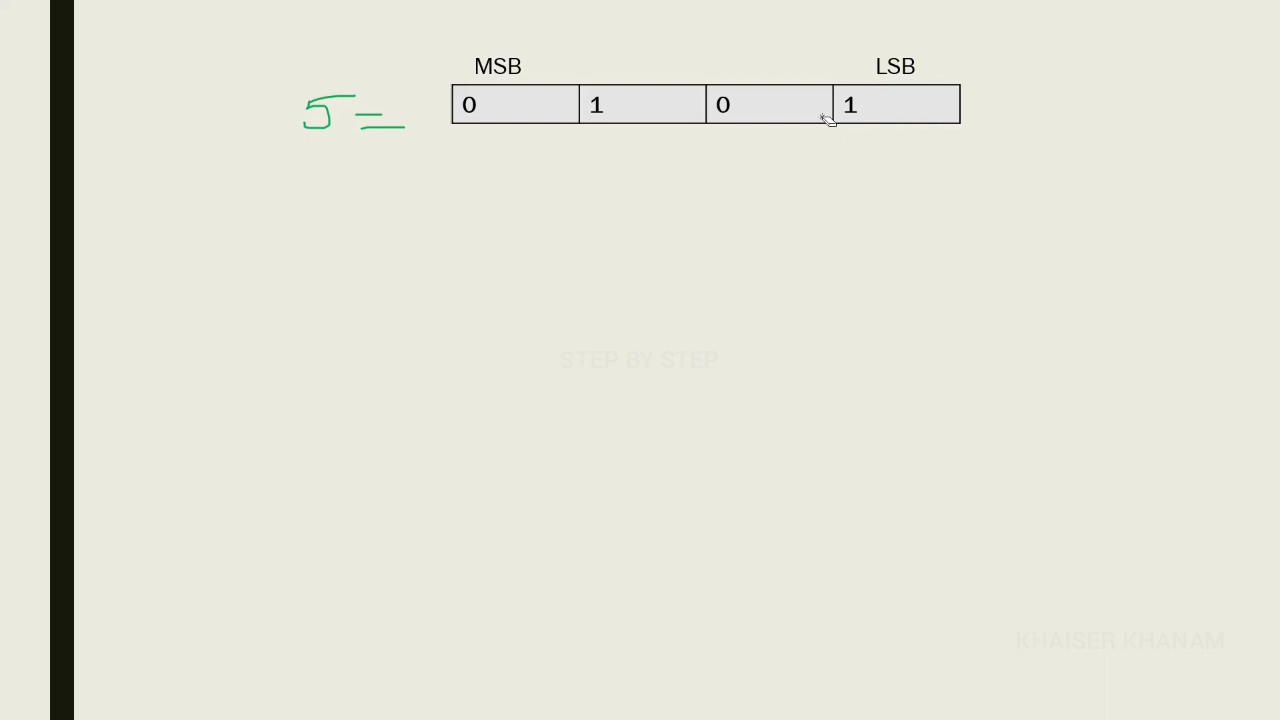 MSB LSB
5 = 0 1 0 1
STEP BY STEP
KHAISER KHANAM